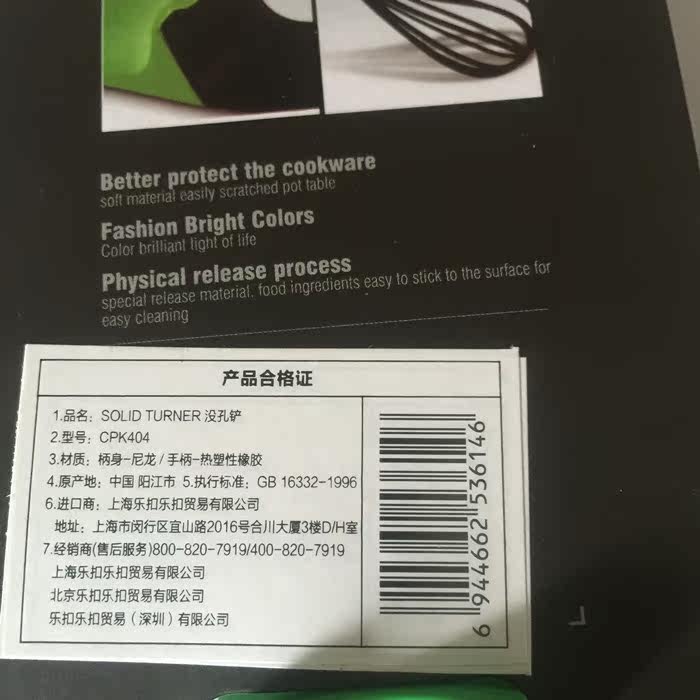 Better protect the cookware
soft material easily scratched pot table
Fashion Bright Colors
Color brilliant light of life
Physical release process
special release material. food ingredients easy to stick to the surface for
easy cleaning
产品合格证
1.品名：SOLID TURNER 没孔铲
2.型号：CPK404
3.材质：柄身-尼龙/手柄-热塑性橡胶
4.原产地：中国 阳江市 5.执行标准：GB 16332-1996
6.进口商：上海乐扣乐扣贸易有限公司
地址：上海市闵行区宜山路2016号合川大厦3楼D/H室
7.经销商(售后服务)800-820-7919/400-820-7919
上海乐扣乐扣贸易有限公司
北京乐扣乐扣贸易有限公司
乐扣乐扣贸易（深圳）有限公司
6 944662 536146